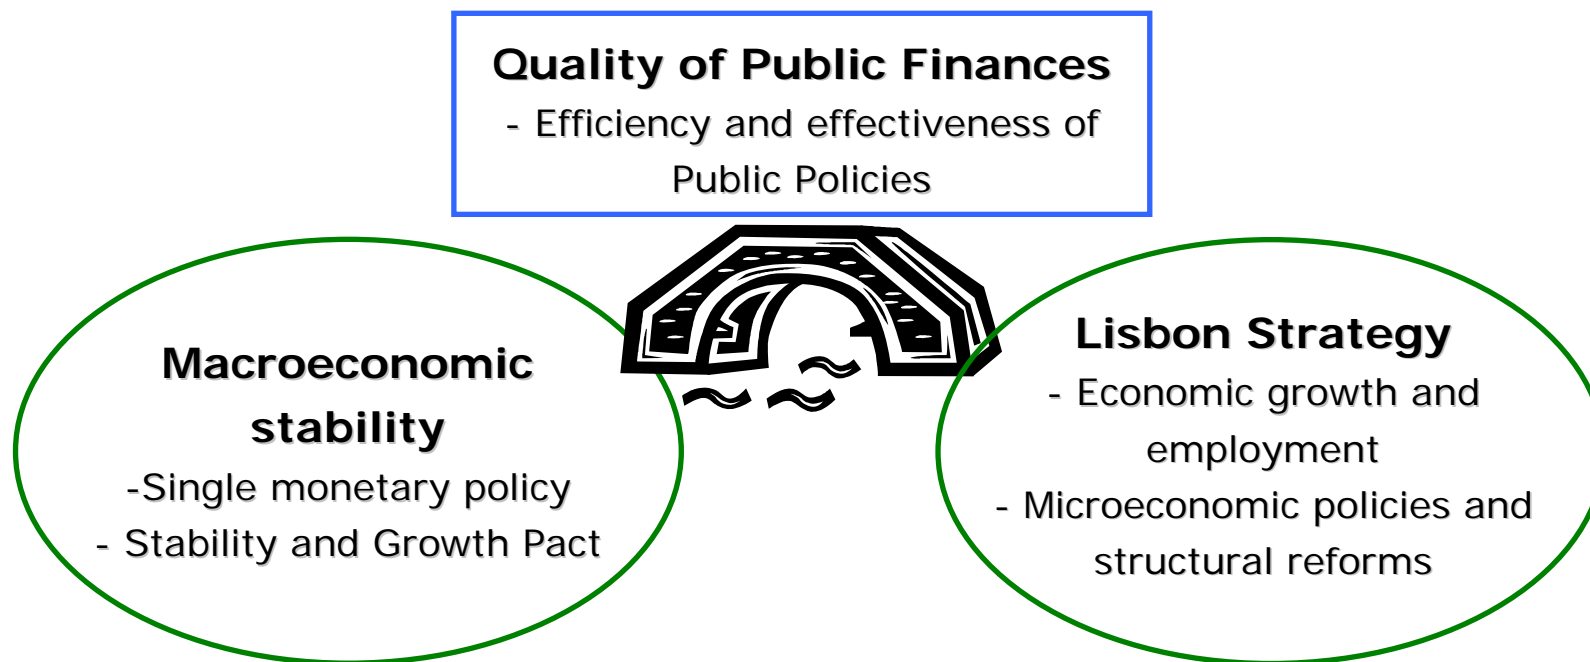 Quality of Public Finances
- Efficiency and effectiveness of
Public Policies
Macroeconomic
stability
-Single monetary policy
- Stability and Growth Pact
Lisbon Strategy
- Economic growth and
employment
- Microeconomic policies and
structural reforms